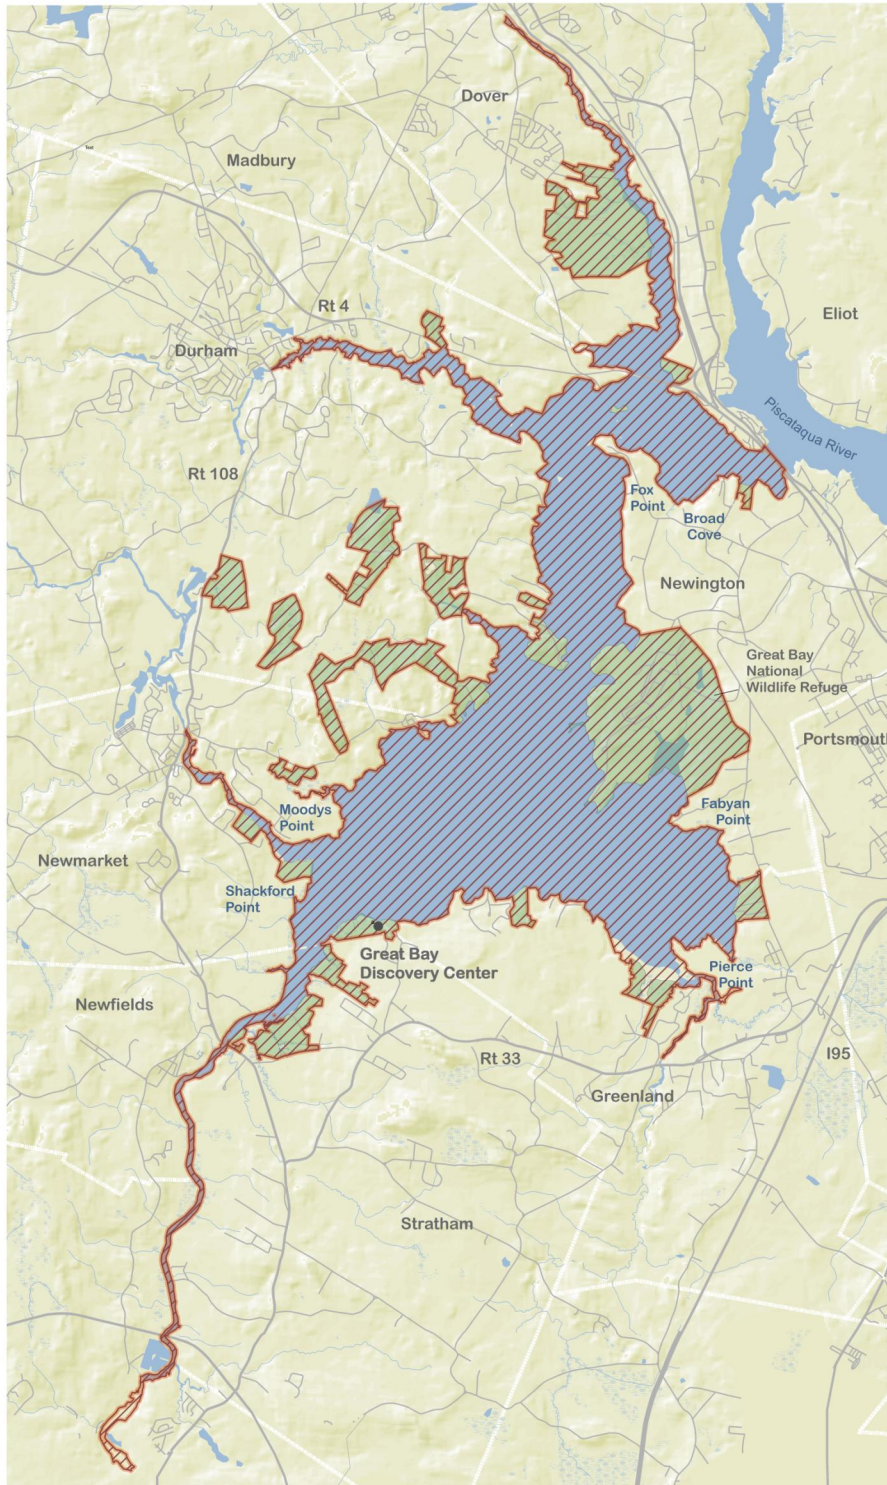 Dover
Madbury
Rt 4
Eliot
Durham
Piscataqua River
Rt 108
Fox
Point
Broad
Cove
Newington
Great Bay
National
Wildlife Refuge
Portsmouth
Moodys
Point
Fabyan
Point
Newmarket
Shackford
Point
Great Bay
Discovery Center
Pierce
Point
Newfields
Rt 33
I95
Greenland
Stratham